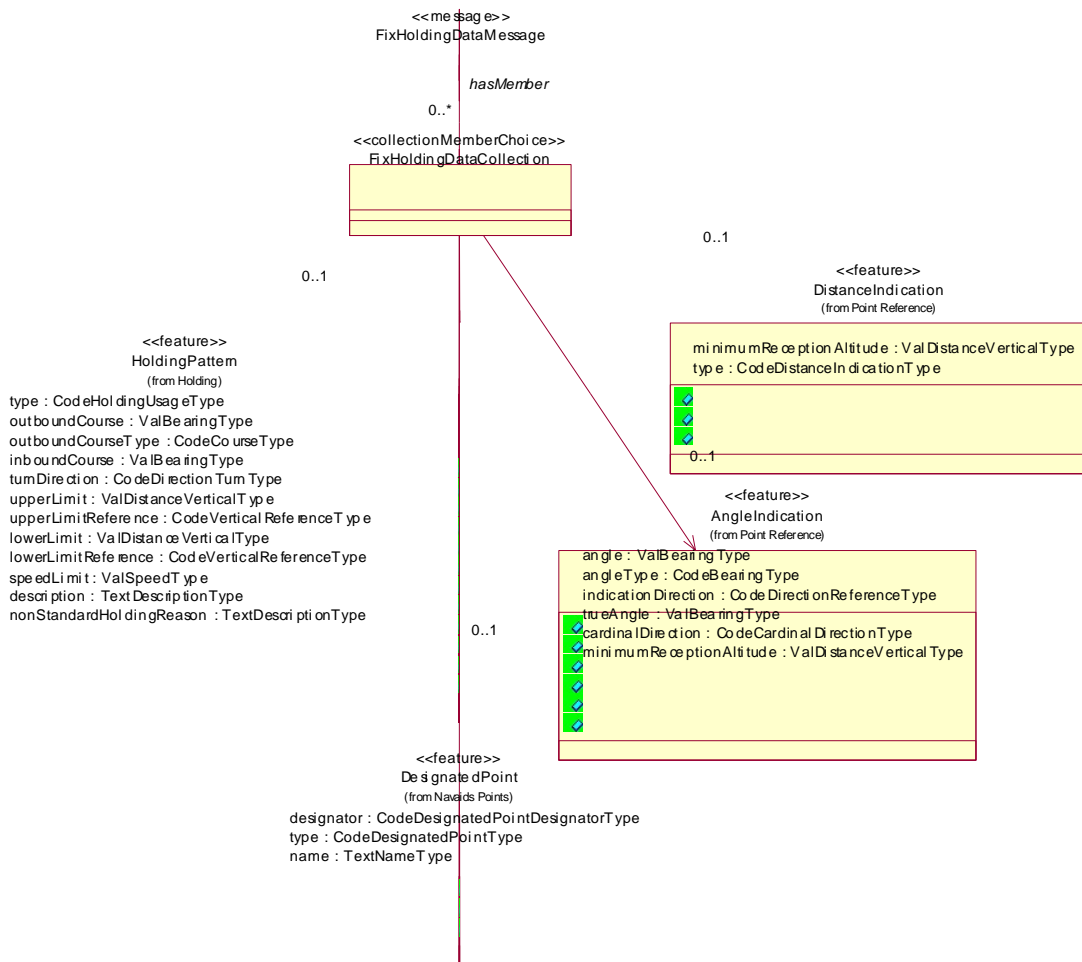 <<message>>
FixHoldingDataMessage
hasMember
0..*
<<collectionMemberChoice>>
FixHoldingDataCollection
0..1
0..1
<<feature>>
DistanceIndication
(from Point Reference)
minimumReceptionAltitude : ValDistanceVerticalType
type : CodeDistanceIndicationType
<<feature>>
HoldingPattern
(from Holding)
type : CodeHoldingUsageType
outboundCourse : ValBearingType
outboundCourseType : CodeCourseType
inboundCourse : ValBearingType
turnDirection : CodeDirectionTurnType
upperLimit : ValDistanceVerticalType
upperLimitReference : CodeVerticalReferenceType
lowerLimit : ValDistanceVerticalType
lowerLimitReference : CodeVerticalReferenceType
speedLimit : ValSpeedType
description : TextDescriptionType
nonStandardHoldingReason : TextDescriptionType
0..1
<<feature>>
AngleIndication
(from Point Reference)
angle : ValBearingType
angleType : CodeBearingType
indicationDirection : CodeDirectionReferenceType
trueAngle : ValBearingType
cardinalDirection : CodeCardinalDirectionType
minimumReceptionAltitude : ValDistanceVerticalType
0..1
<<feature>>
DesignatedPoint
(from Navaids Points)
designator : CodeDesignatedPointDesignatorType
type : CodeDesignatedPointType
name : TextNameType